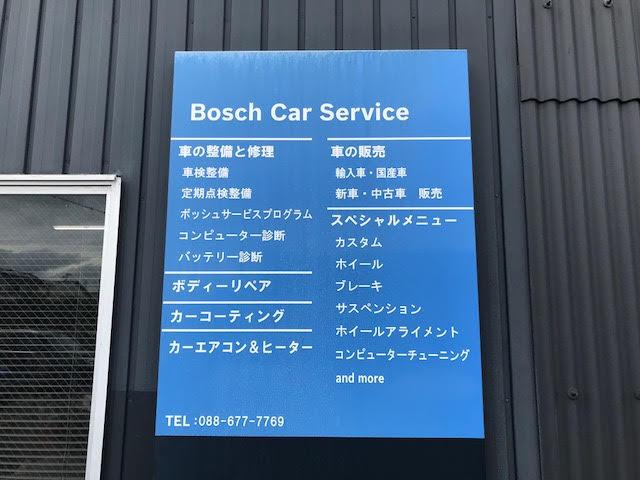 Bosch Car Service
車の整備と修理
車検整備
定期点検整備
ボッシュサービスプログラム
コンピューター診断
バッテリー診断
ボディーリペア
カーコーティング
カーエアコン＆ヒーター
車の販売
輸入車・国産車
新車・中古車　販売
スペシャルメニュー
カスタム
ホイール
ブレーキ
サスペンション
ホイールアライメント
コンピューターチューニング
and more
TEL : 088-677-7769